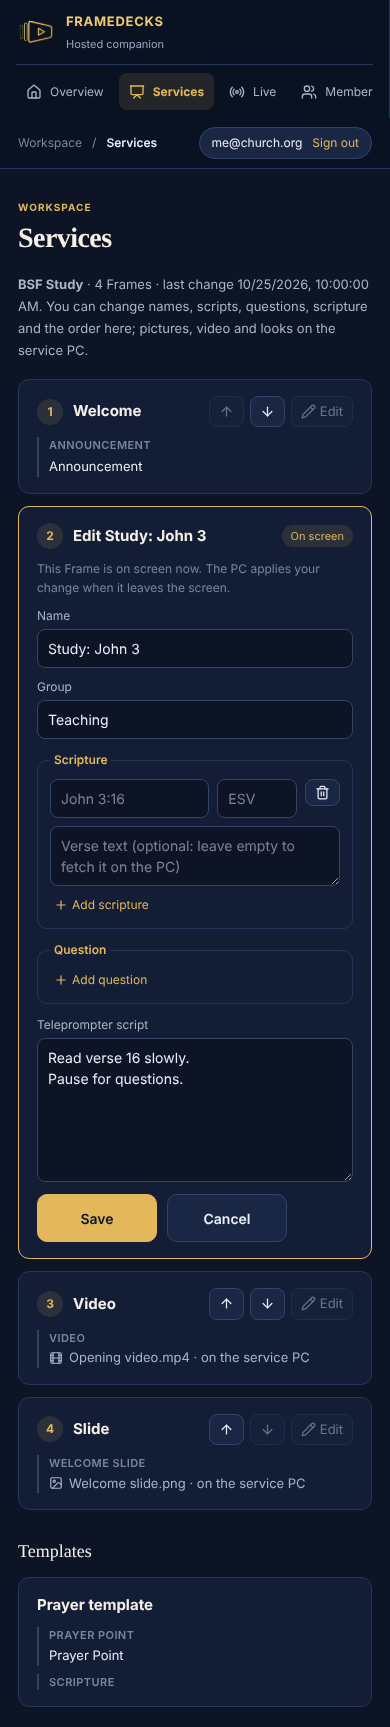 FRAMEDECKS
Hosted companion
Overview
Services
Live
Member
Workspace / Services
me@church.org Sign out
WORKSPACE
Services
BSF Study · 4 Frames · last change 10/25/2026, 10:00:00
AM. You can change names, scripts, questions, scripture
and the order here; pictures, video and looks on the
service PC.
1 Welcome
Edit
ANNOUNCEMENT
Announcement
2 Edit Study: John 3
On screen
This Frame is on screen now. The PC applies your
change when it leaves the screen.
Name
Study: John 3
Group
Teaching
Scripture
John 3:16
ESV
Verse text (optional: leave empty to
fetch it on the PC)
+ Add scripture
Question
+ Add question
Teleprompter script
Read verse 16 slowly.
Pause for questions.
Save
Cancel
3 Video
Edit
VIDEO
Opening video.mp4 · on the service PC
4 Slide
Edit
WELCOME SLIDE
Welcome slide.png · on the service PC
Templates
Prayer template
PRAYER POINT
Prayer Point
SCRIPTURE